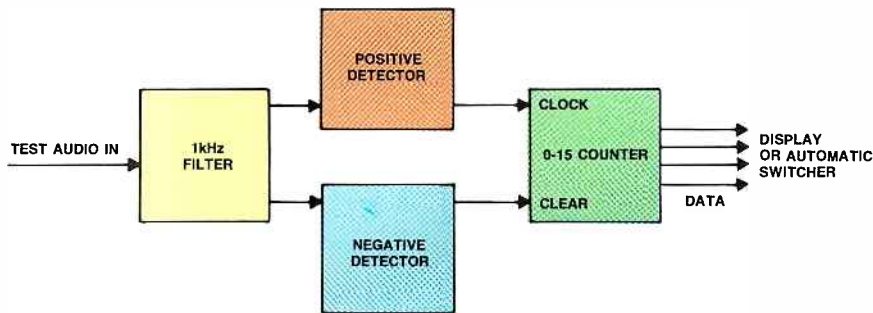 TEST AUDIO IN
1kHz
FILTER
POSITIVE
DETECTOR
NEGATIVE
DETECTOR
CLOCK
0-15 COUNTER
CLEAR
DATA
DISPLAY
OR AUTOMATIC
SWITCHER